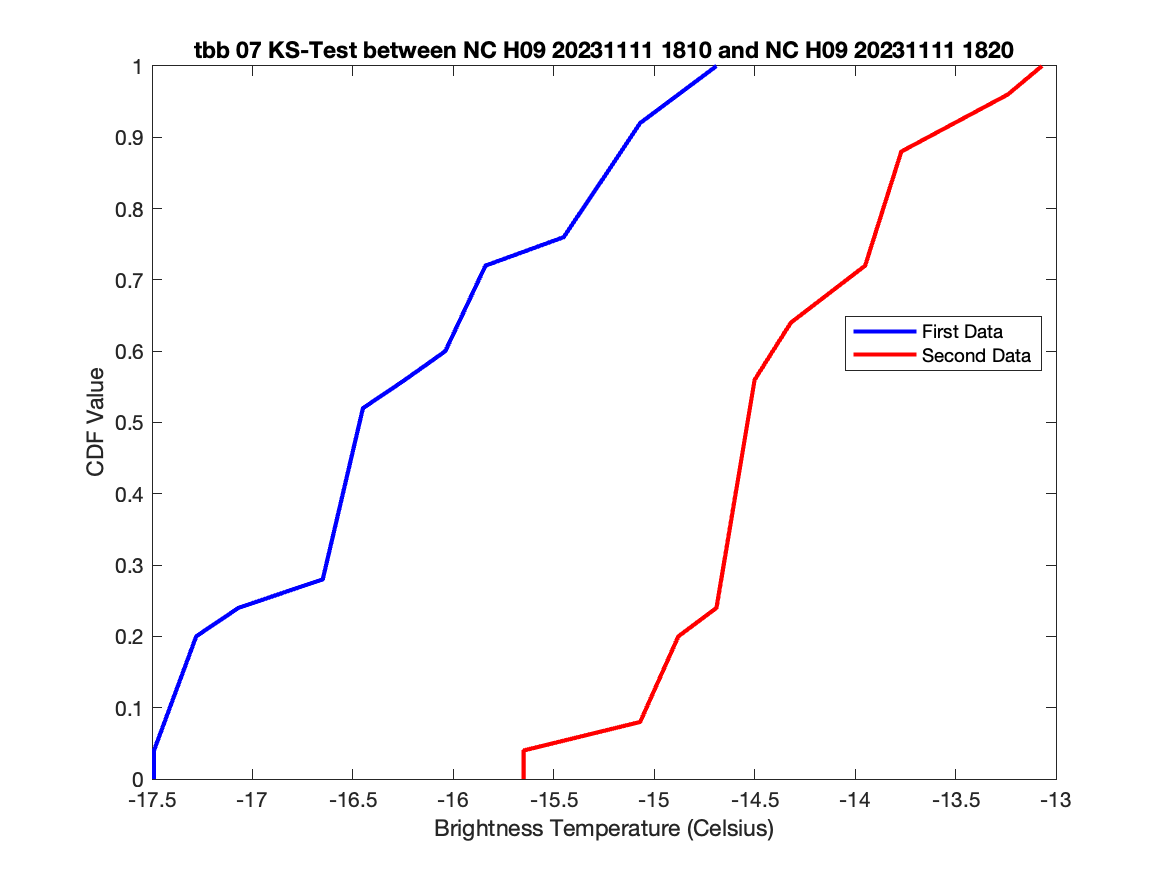 tbb 07 KS-Test between NC H09 20231111 1810 and NC H09 20231111 1820
1
0.9
0.8
0.7
0.6
0.5
0.4
0.3
0.2
0.1
0
CDF Value
First Data
Second Data
-17.5 -17 -16.5 -16 -15.5 -15 -14.5 -14 -13.5 -13
Brightness Temperature (Celsius)